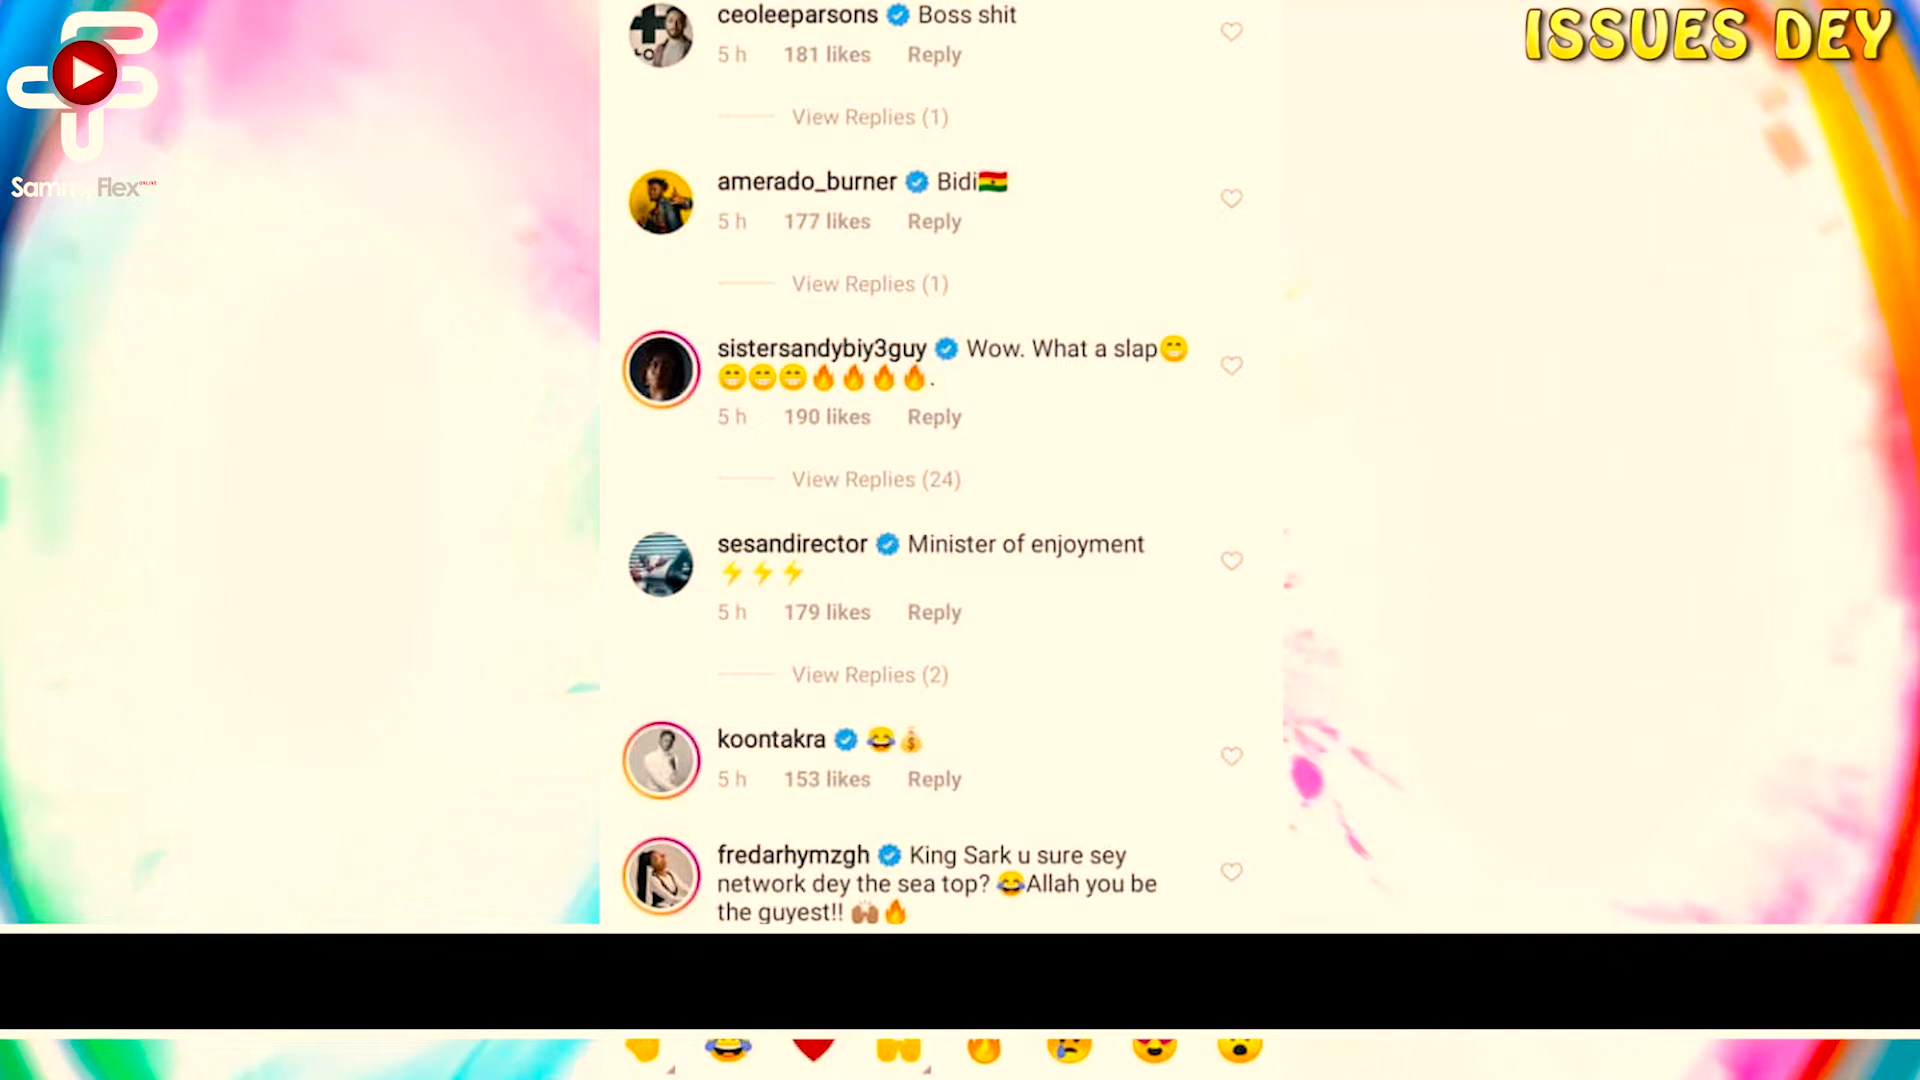 ISSUES DEY
SammyFlex ONLINE
ceoleeparsons Boss shit
5 h 181 likes Reply
View Replies (1)
amerado_burner Bidi🇬🇭
5 h 177 likes Reply
View Replies (1)
sistersandybiy3guy Wow. What a slap😁
😁😁😁🔥🔥🔥🔥.
5 h 190 likes Reply
View Replies (24)
sesandirector Minister of enjoyment
⚡⚡⚡
5 h 179 likes Reply
View Replies (2)
koontakra 😂💰
5 h 153 likes Reply
fredarhymzgh King Sark u sure sey
network dey the sea top? 😂Allah you be
the guyest!! 🙌🏾🔥